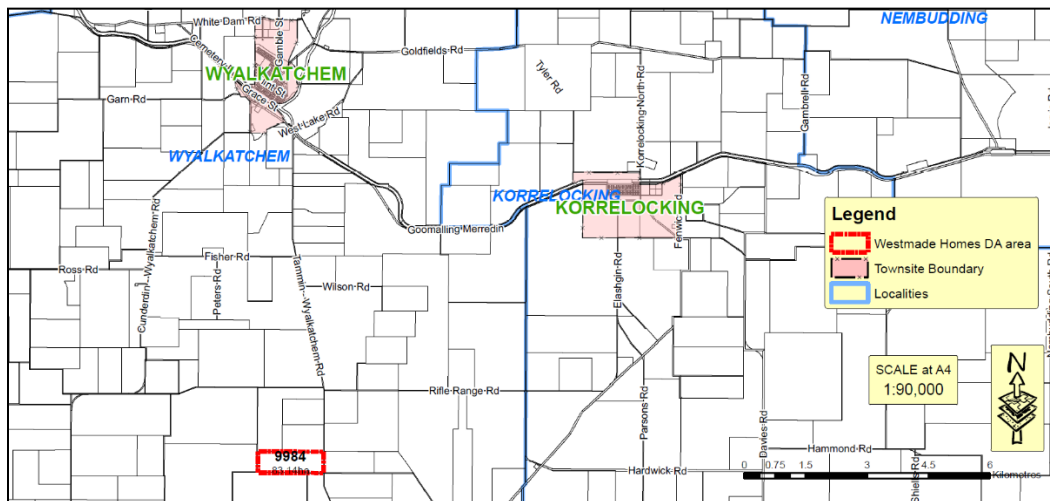 White Dam Rd
Gamble St
NEMBUDDING
Goldfields Rd
WYALKATCHEM
Tyler Rd
Gambrell Rd
Grace St
Garn Rd
West Lake Rd
Korrelocking-North-Rd
WYALKATCHEM
KORRELOCKING
KORRELOCKING
Goomalling Merredin
Cunderdin--Wyalkatchem-Rd
Fisher-Rd
Ross-Rd
Peters-Rd
Wilson-Rd
Tammin-Wyalkatchem-Rd
Elashgin-Rd
Legend
Westmade Homes DA area
Townsite Boundary
Localities
SCALE at A4
1:90,000
N
Rifle-Range-Rd
Parsons-Rd
Davies-Rd
9984
Hammond-Rd
Hardwick-Rd
Shiells-Rd
0 0.75 1.5 3 4.5 6
Kilometres